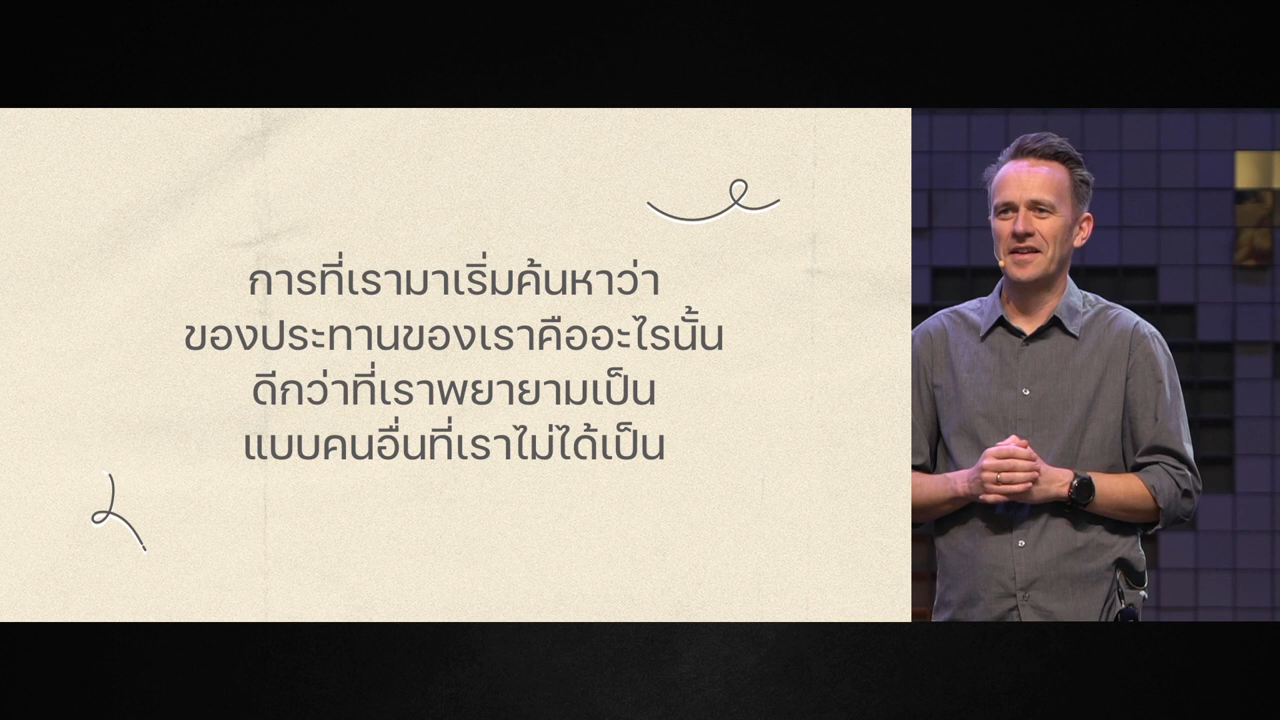 การที่เรามาเริ่มค้นหาว่า
ของประทานของเราคืออะไรนั้น
ดีกว่าที่เราพยายามเป็น
แบบคนอื่นที่เราไม่ได้เป็น